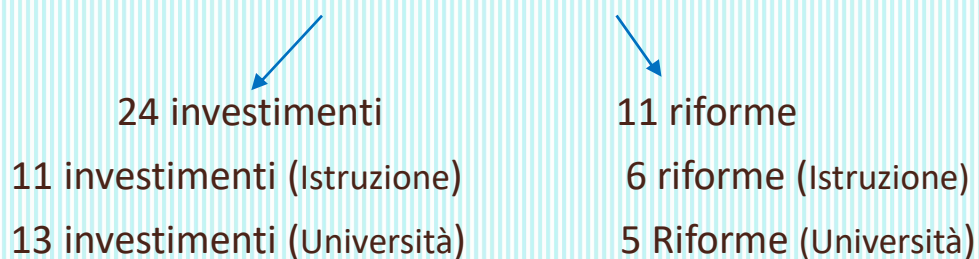 24 investimenti 11 riforme
11 investimenti (Istruzione) 6 riforme (Istruzione)
13 investimenti (Università) 5 Riforme (Università)